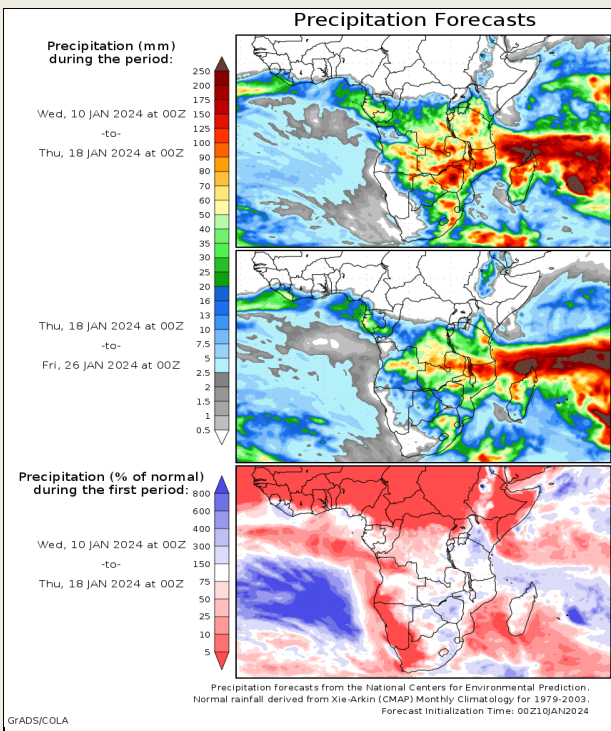 Precipitation Forecasts
Precipitation (mm)
during the period:
Wed, 10 JAN 2024 at 00Z
-to-
Thu, 18 JAN 2024 at 00Z
250
200
175
150
125
100
90
80
70
60
50
40
35
30
25
20
16
13
10
7.5
5
2.5
2
1.5
1
0.5
Thu, 18 JAN 2024 at 00Z
-to-
Fri, 26 JAN 2024 at 00Z
Precipitation (% of normal)
during the first period:
Wed, 10 JAN 2024 at 00Z
-to-
Thu, 18 JAN 2024 at 00Z
800
600
400
300
150
75
50
25
10
5
Precipitation forecasts from the National Centers for Environmental Prediction.
Normal rainfall derived from Xie-Arkin (CMAP) Monthly Climatology for 1979-2003.
Forecast Initialization Time: 00Z10JAN2024
GrADS/COLA